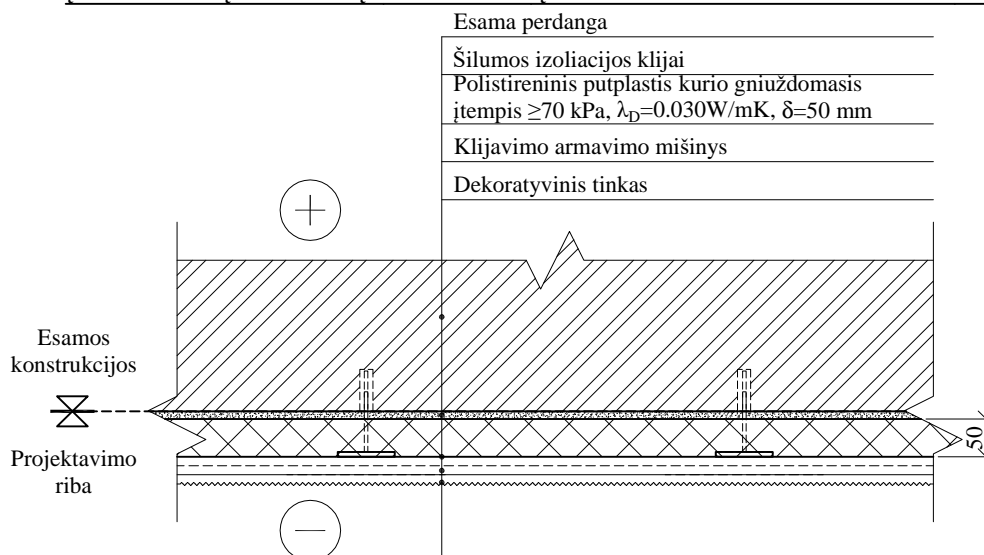 Esama perdanga
Šilumos izoliacijos klijai
Polistireninis putplastis kurio gniuždomasis
įtempis ≥70 kPa, λD=0.030W/mK, δ=50 mm
Klijavimo armavimo mišinys
Dekoratyvinis tinkas
Esamos
konstrukcijos
Projektavimo
riba
50